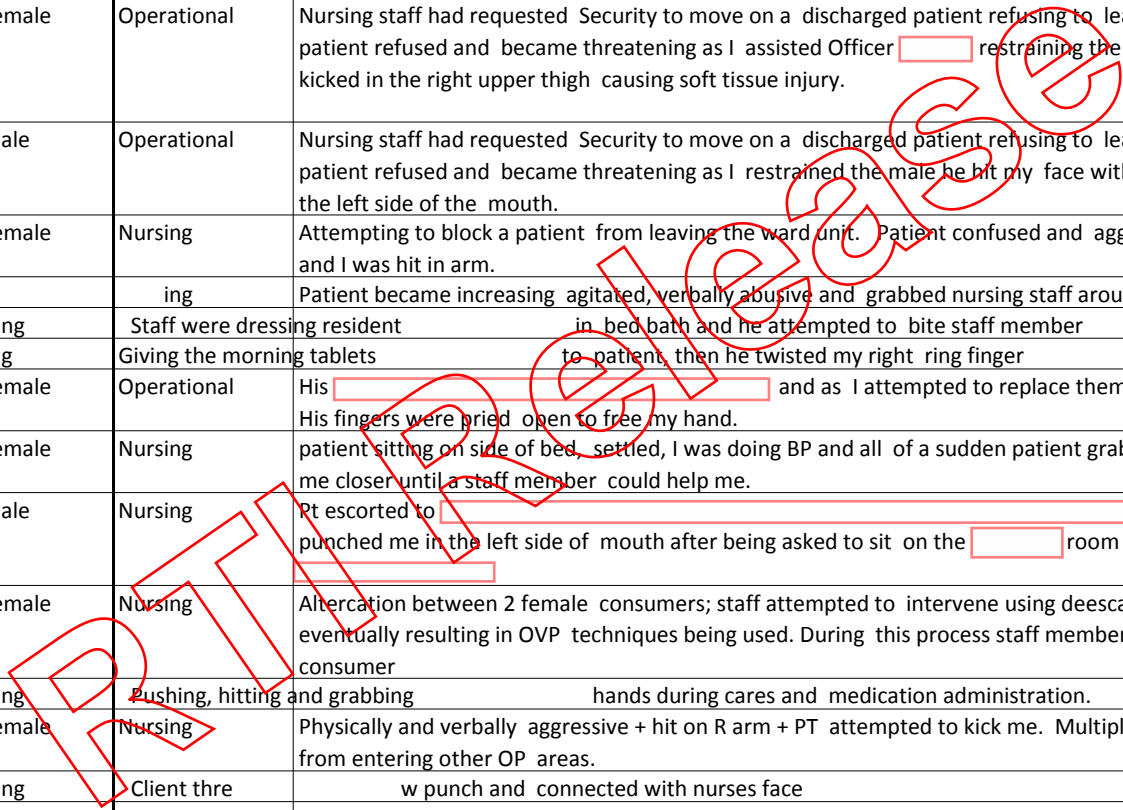 emale Operational Nursing staff had requested Security to move on a discharged patient refusing to lea
patient refused and became threatening as I assisted Officer restraining the
kicked in the right upper thigh causing soft tissue injury.
ale Operational Nursing staff had requested Security to move on a discharged patient refusing to lea
patient refused and became threatening as I restrained the male he hit my face with
the left side of the mouth.
emale Nursing Attempting to block a patient from leaving the ward unit. Patient confused and agg
and I was hit in arm.
ing Patient became increasing agitated, verbally abusive and grabbed nursing staff arou
ng Staff were dressing resident in bed bath and he attempted to bite staff member
g Giving the morning tablets to patient, then he twisted my right ring finger
emale Operational His and as I attempted to replace them
His fingers were pried open to free my hand.
emale Nursing patient sitting on side of bed, settled, I was doing BP and all of a sudden patient grab
me closer until a staff member could help me.
ale Nursing Pt escorted to
punched me in the left side of mouth after being asked to sit on the room
emale Nursing Altercation between 2 female consumers; staff attempted to intervene using deesca
eventually resulting in OVP techniques being used. During this process staff member
consumer
ng Pushing, hitting and grabbing hands during cares and medication administration.
emale Nursing Physically and verbally aggressive + hit on R arm + PT attempted to kick me. Multipl
from entering other OP areas.
ng Client thre w punch and connected with nurses face
RTI Release